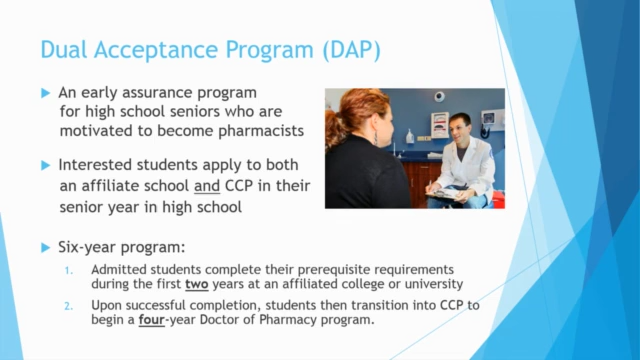 Dual Acceptance Program (DAP)
An early assurance program
for high school seniors who are
motivated to become pharmacists
Interested students apply to both
an affiliate school and CCP in their
senior year in high school
Six-year program:
1. Admitted students complete their prerequisite requirements
during the first two years at an affiliated college or university
2. Upon successful completion, students then transition into CCP to
begin a four-year Doctor of Pharmacy program.